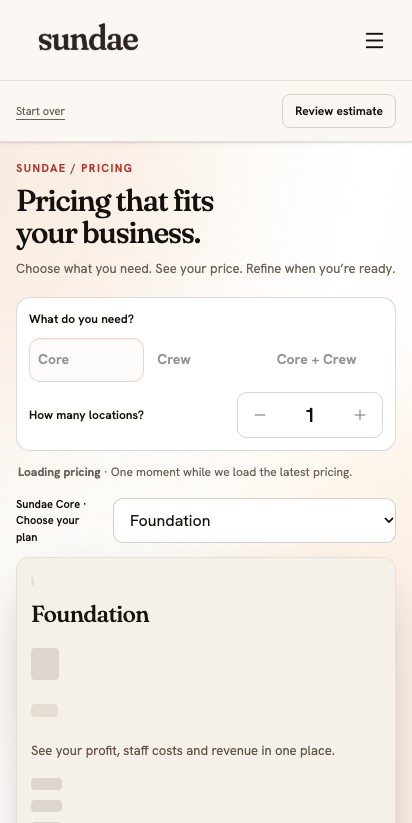 sundae
Start over
Review estimate
SUNDAE / PRICING
Pricing that fits
your business.
Choose what you need. See your price. Refine when you’re ready.
What do you need?
Core
Crew
Core + Crew
How many locations?
− 1 +
Loading pricing · One moment while we load the latest pricing.
Sundae Core ·
Choose your
plan
Foundation
Foundation
See your profit, staff costs and revenue in one place.